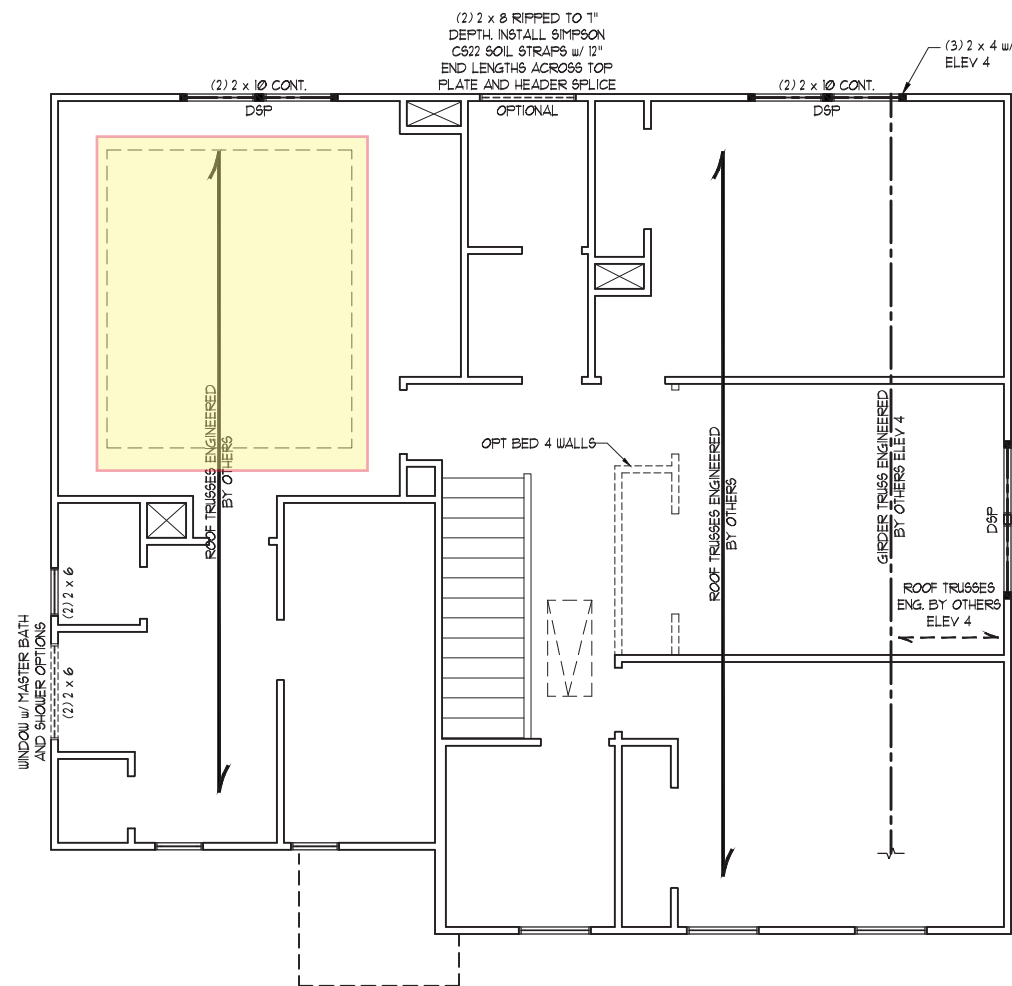 (2) 2 x 8 RIPPED TO 7"
DEPTH. INSTALL SIMPSON
CS22 SOIL STRAPS w/ 12"
END LENGTHS ACROSS TOP
PLATE AND HEADER SPLICE
OPTIONAL
(2) 2 x 10 CONT.
DSP
(2) 2 x 10 CONT.
DSP
(3) 2 x 4 w/
ELEV 4
ROOF TRUSSES ENGINEERED
BY OTHERS
OPT BED 4 WALLS
ROOF TRUSSES ENGINEERED
BY OTHERS
GIRDER TRUSS ENGINEERED
BY OTHERS ELEV 4
DSP
ROOF TRUSSES
ENG. BY OTHERS
ELEV 4
(2) 2 x 6
(2) 2 x 6
WINDOW w/ MASTER BATH
AND SHOWER OPTIONS